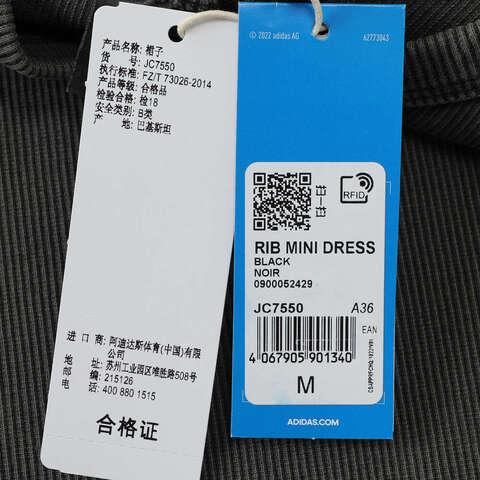 产品名称: 裙子
货 号: JC7550
执行标准: FZ/T 73026-2014
产品等级: 合格品
检验合格: 检18
安全类别: B类
产 地: 巴基斯坦
进 口 商: 阿迪达斯体育(中国)有限
公司
地 址: 苏州工业园区唯胜路508号
邮 编: 215126
电 话: 400 880 1515
合格证
© 2022 adidas AG
62773043
RFID
RIB MINI DRESS
BLACK
NOIR
0900052429
JC7550 A36
EAN
4 067905 901340
M
ADIDAS.COM